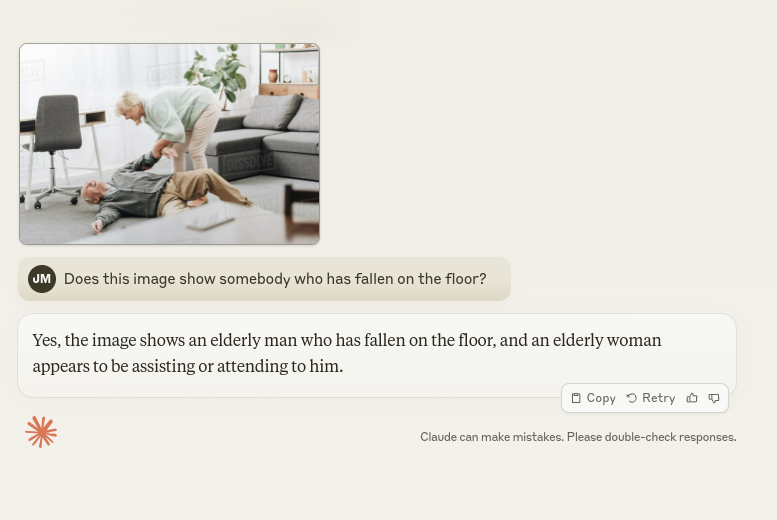 DISSOLVE
DISSOLVE
JM Does this image show somebody who has fallen on the floor?
Yes, the image shows an elderly man who has fallen on the floor, and an elderly woman
appears to be assisting or attending to him.
Copy Retry
Claude can make mistakes. Please double-check responses.